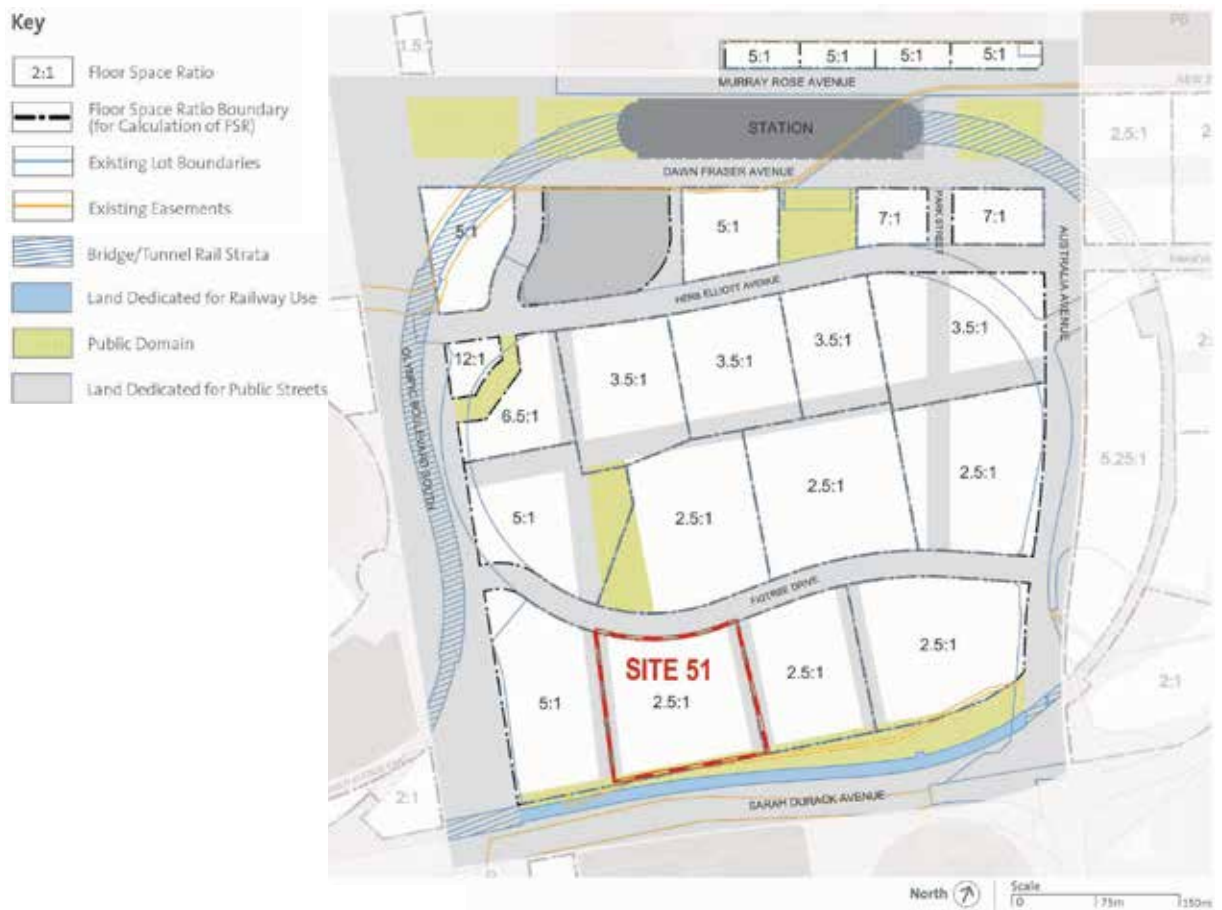 Key
2:1 Floor Space Ratio
Floor Space Ratio Boundary
(for Calculation of FSR)
Existing Lot Boundaries
Existing Easements
Bridge/Tunnel Rail Strata
Land Dedicated for Railway Use
Public Domain
Land Dedicated for Public Streets
1.5:1
P6
5:1 5:1 5:1 5:1
MURRAY ROSE AVENUE
STATION
2.5:1
DAWN FRASER AVENUE
5:1
5:1
7:1
PARK STREET
7:1
AUSTRALIA AVENUE
HERB ELLIOTT AVENUE
12:1
3.5:1
3.5:1
3.5:1
3.5:1
OLYMPIC BOULEVARD SOUTH
6.5:1
5:1
2.5:1
2.5:1
2.5:1
5.25:1
FIGTREE DRIVE
SITE 51
5:1
2.5:1
2.5:1
2.5:1
2:1
2:1
SARAH DURACK AVENUE
North
Scale
0 75m 150m